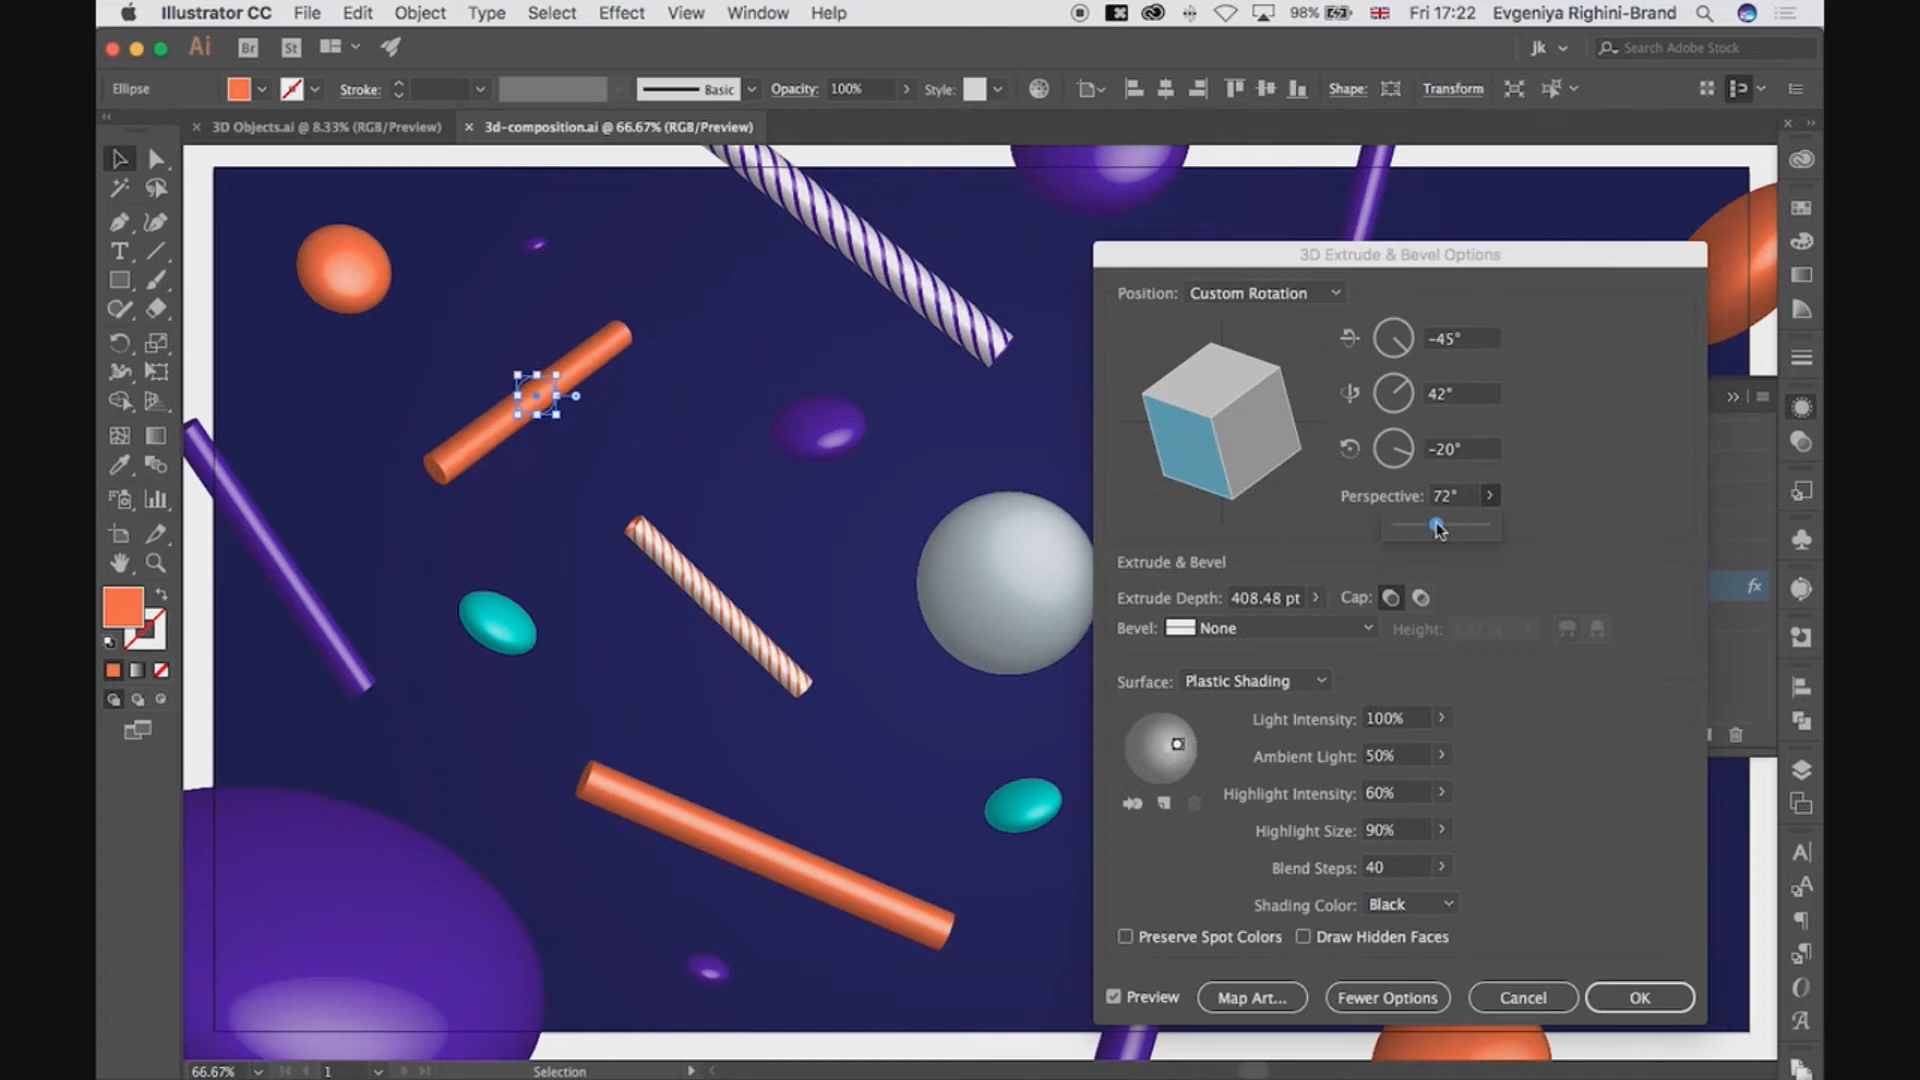 Illustrator CC File Edit Object Type Select Effect View Window Help 98% Fri 17:22 Evgeniya Righini-Brand
Ai Br St jk Search Adobe Stock
Ellipse Stroke: Basic Opacity: 100% Style: Shape: Transform
3D Objects.ai @ 8.33% (RGB/Preview) 3d-composition.ai @ 66.67% (RGB/Preview)
3D Extrude & Bevel Options
Position: Custom Rotation
-45°
42°
-20°
Perspective: 72°
Extrude & Bevel
Extrude Depth: 408.48 pt Cap:
Bevel: None Height:
fx
Surface: Plastic Shading
Light Intensity: 100%
Ambient Light: 50%
Highlight Intensity: 60%
Highlight Size: 90%
Blend Steps: 40
Shading Color: Black
Preserve Spot Colors Draw Hidden Faces
Preview Map Art... Fewer Options Cancel OK
66.67% 1 Selection